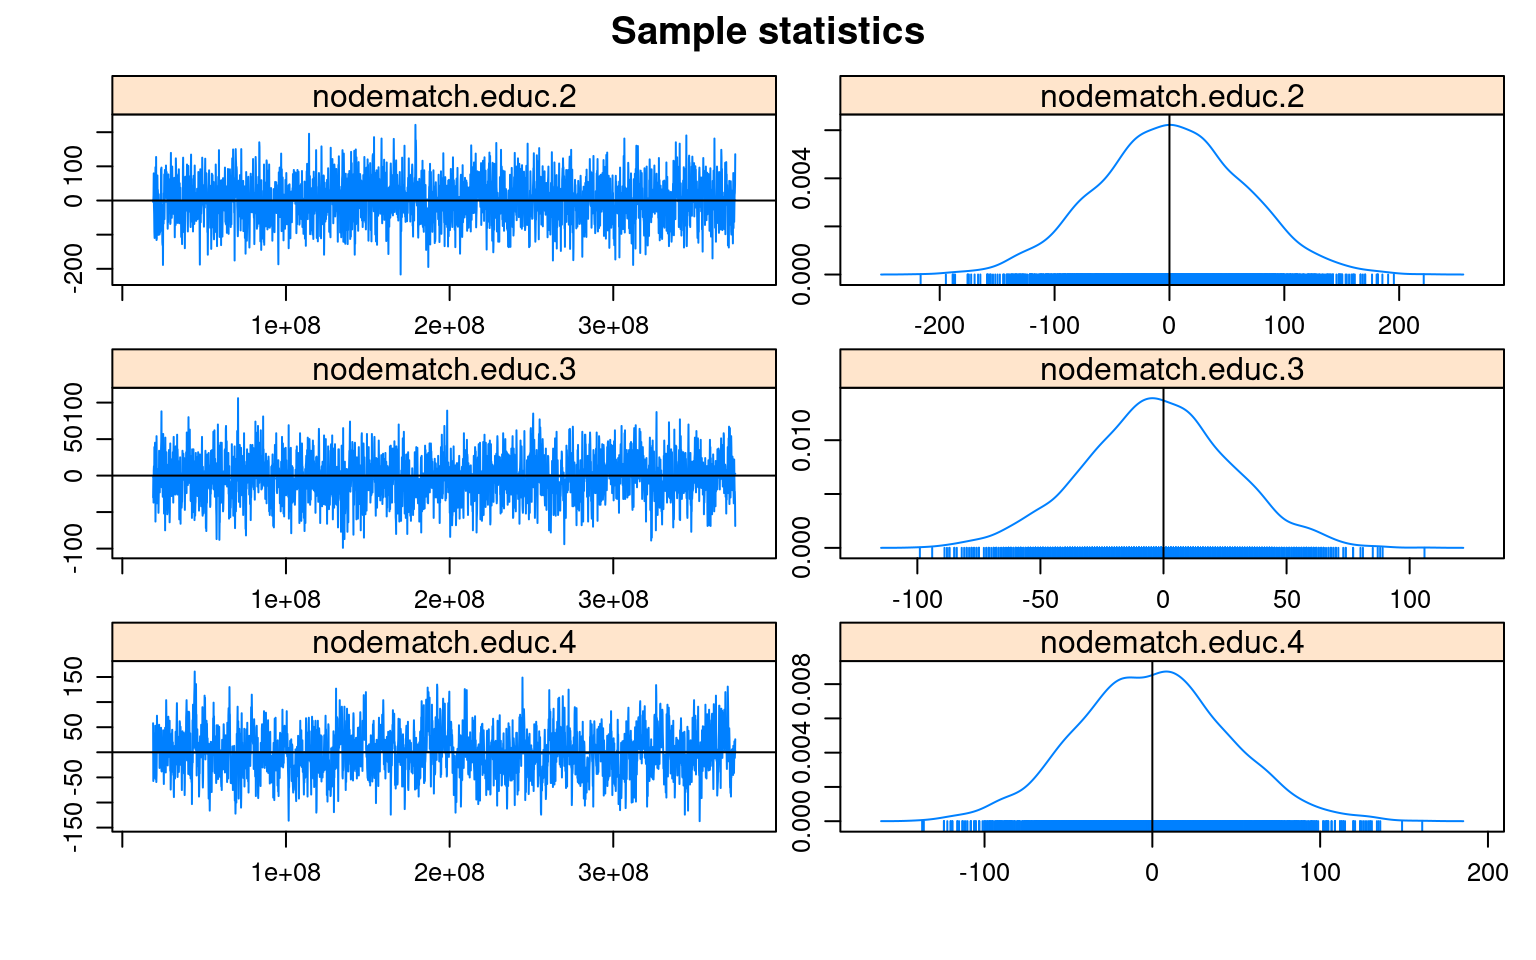 Sample statistics
nodematch.educ.2
nodematch.educ.2
-200 0 100
0.000 0.004
1e+08 2e+08 3e+08
-200 -100 0 100 200
nodematch.educ.3
nodematch.educ.3
-100 0 50 100
0.000 0.010
1e+08 2e+08 3e+08
-100 -50 0 50 100
nodematch.educ.4
nodematch.educ.4
-150 -50 50 150
0.000 0.004 0.008
1e+08 2e+08 3e+08
-100 0 100 200